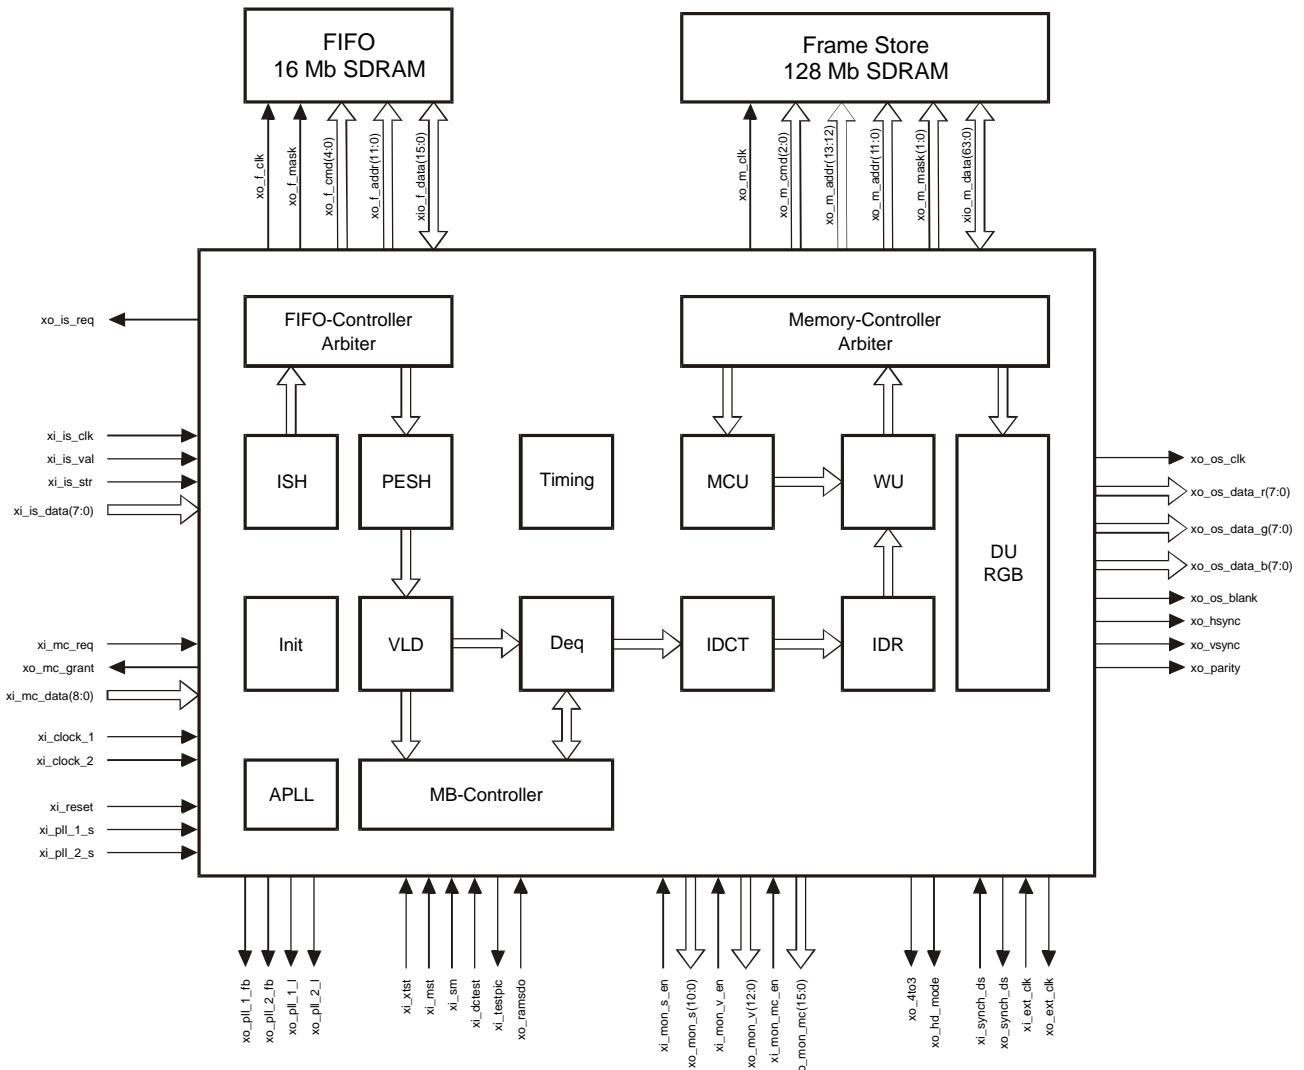 FIFO
16 Mb SDRAM
Frame Store
128 Mb SDRAM
xo_f_clk
xo_f_mask
xo_f_cmd(4:0)
xo_f_addr(11:0)
xio_f_data(15:0)
xo_m_clk
xo_m_cmd(2:0)
xo_m_addr(13:12)
xo_m_addr(11:0)
xo_m_mask(1:0)
xio_m_data(63:0)
xo_is_req
FIFO-Controller
Arbiter
Memory-Controller
Arbiter
xi_is_clk
xi_is_val
xi_is_str
xi_is_data(7:0)
ISH
PESH
Timing
MCU
WU
DU
RGB
xo_os_clk
xo_os_data_r(7:0)
xo_os_data_g(7:0)
xo_os_data_b(7:0)
xo_os_blank
xo_hsync
xo_vsync
xo_parity
xi_mc_req
xo_mc_grant
xi_mc_data(8:0)
Init
VLD
Deq
IDCT
IDR
xi_clock_1
xi_clock_2
xi_reset
xi_pll_1_s
xi_pll_2_s
APLL
MB-Controller
xo_pll_1_fb
xo_pll_2_fb
xo_pll_1_l
xo_pll_2_l
xi_xtst
xi_mst
xi_sm
xi_dctest
xi_testpic
xo_ramsdo
xi_mon_s_en
xo_mon_s(10:0)
xi_mon_v_en
xo_mon_v(12:0)
xi_mon_mc_en
xo_mon_mc(15:0)
xo_4to3
xo_hd_mode
xi_synch_ds
xo_synch_ds
xi_ext_clk
xo_ext_clk